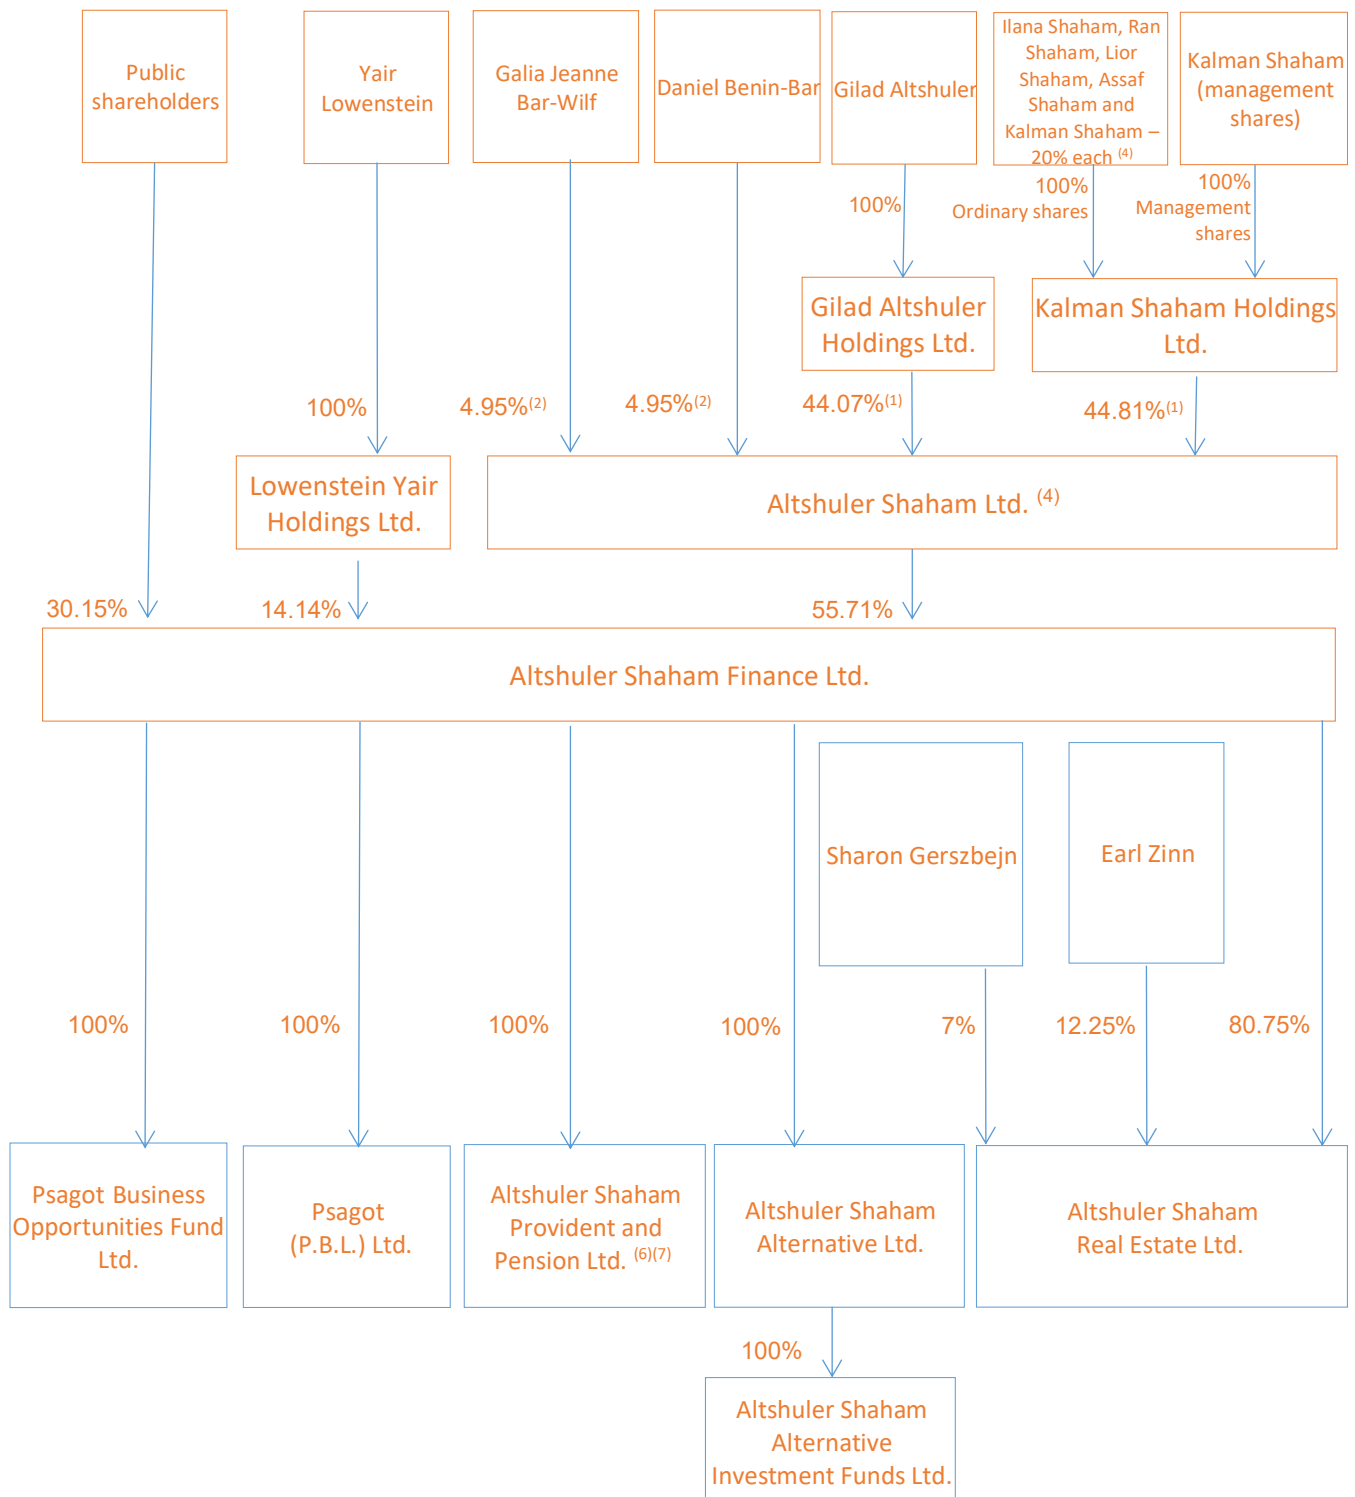 Public
shareholders
Yair
Lowenstein
Galia Jeanne
Bar-Wilf
Daniel Benin-Bar
Gilad Altshuler
Ilana Shaham, Ran
Shaham, Lior
Shaham, Assaf
Shaham and
Kalman Shaham –
20% each (4)
Kalman Shaham
(management
shares)
100%
100%
Ordinary shares
100%
Management
shares
Gilad Altshuler
Holdings Ltd.
Kalman Shaham Holdings
Ltd.
100%
4.95%(2)
4.95%(2)
44.07%(1)
44.81%(1)
Lowenstein Yair
Holdings Ltd.
Altshuler Shaham Ltd. (4)
30.15%
14.14%
55.71%
Altshuler Shaham Finance Ltd.
Sharon Gerszbejn
Earl Zinn
100%
100%
100%
100%
7%
12.25%
80.75%
Psagot Business
Opportunities Fund
Ltd.
Psagot
(P.B.L.) Ltd.
Altshuler Shaham
Provident and
Pension Ltd. (6)(7)
Altshuler Shaham
Alternative Ltd.
Altshuler Shaham
Real Estate Ltd.
100%
Altshuler Shaham
Alternative
Investment Funds Ltd.